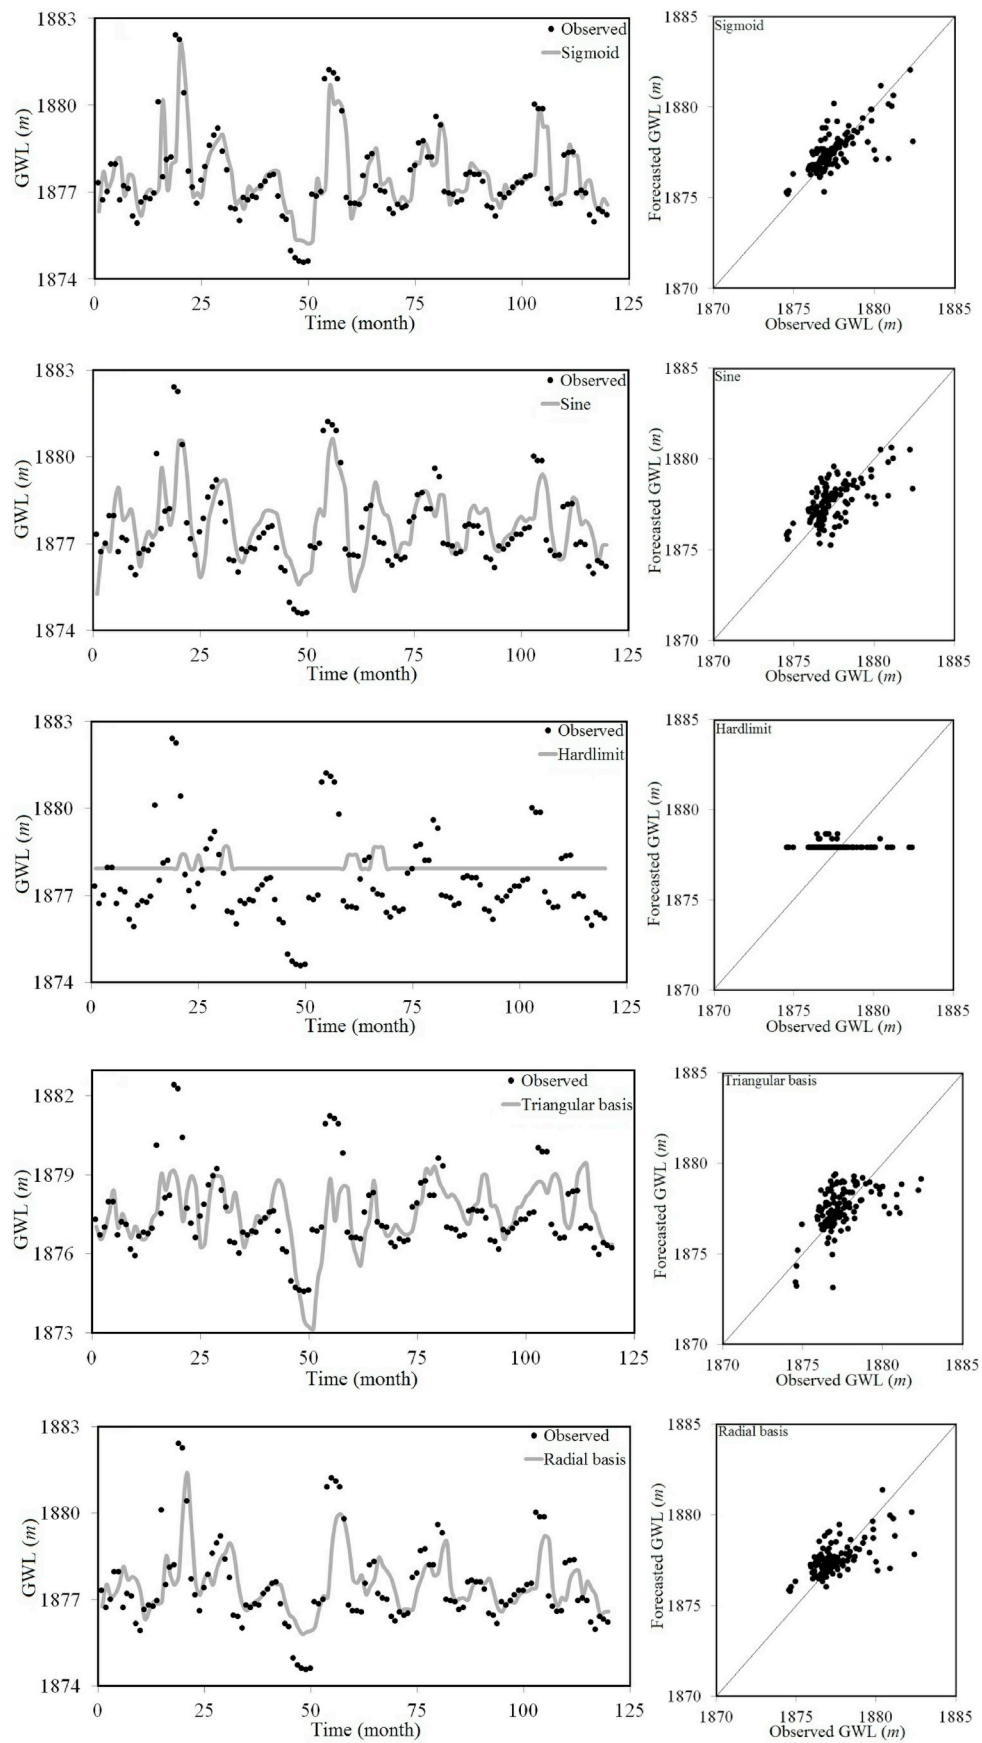 1883
Observed
Sigmoid
1880
1877
1874
GWL (m)
0 25 50 75 100 125
Time (month)
1885
Sigmoid
1880
1875
1870
Forecasted GWL (m)
1870 1875 1880 1885
Observed GWL (m)
1883
Observed
Sine
1880
1877
1874
GWL (m)
0 25 50 75 100 125
Time (month)
1885
Sine
1880
1875
1870
Forecasted GWL (m)
1870 1875 1880 1885
Observed GWL (m)
1883
Observed
Hardlimit
1880
1877
1874
GWL (m)
0 25 50 75 100 125
Time (month)
1885
Hardlimit
1880
1875
1870
Forecasted GWL (m)
1870 1875 1880 1885
Observed GWL (m)
Observed
1882
Triangular basis
1879
1876
1873
GWL (m)
0 25 50 75 100 125
Time (month)
1885
Triangular basis
1880
1875
1870
Forecasted GWL (m)
1870 1875 1880 1885
Observed GWL (m)
1883
Observed
Radial basis
1880
1877
1874
GWL (m)
0 25 50 75 100 125
Time (month)
1885
Radial basis
1880
1875
1870
Forecasted GWL (m)
1870 1875 1880 1885
Observed GWL (m)